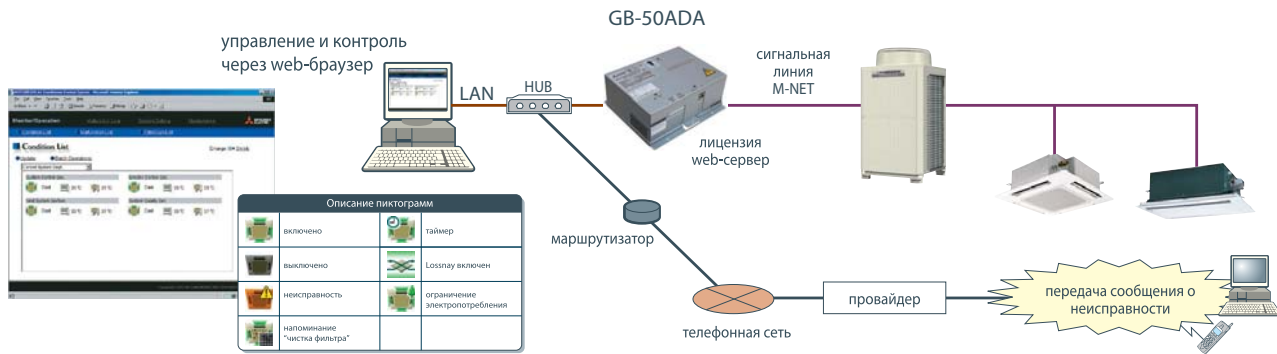 GB-50ADA
управление и контроль
через web-браузер
LAN
HUB
сигнальная
линия
M-NET
лицензия
web-сервер
Condition List
Описание пиктограмм
включено
таймер
выключено
Lossnay включен
неисправность
ограничение
электропотребления
напоминание
"чистка фильтра"
маршрутизатор
телефонная сеть
провайдер
передача сообщения о
неисправности